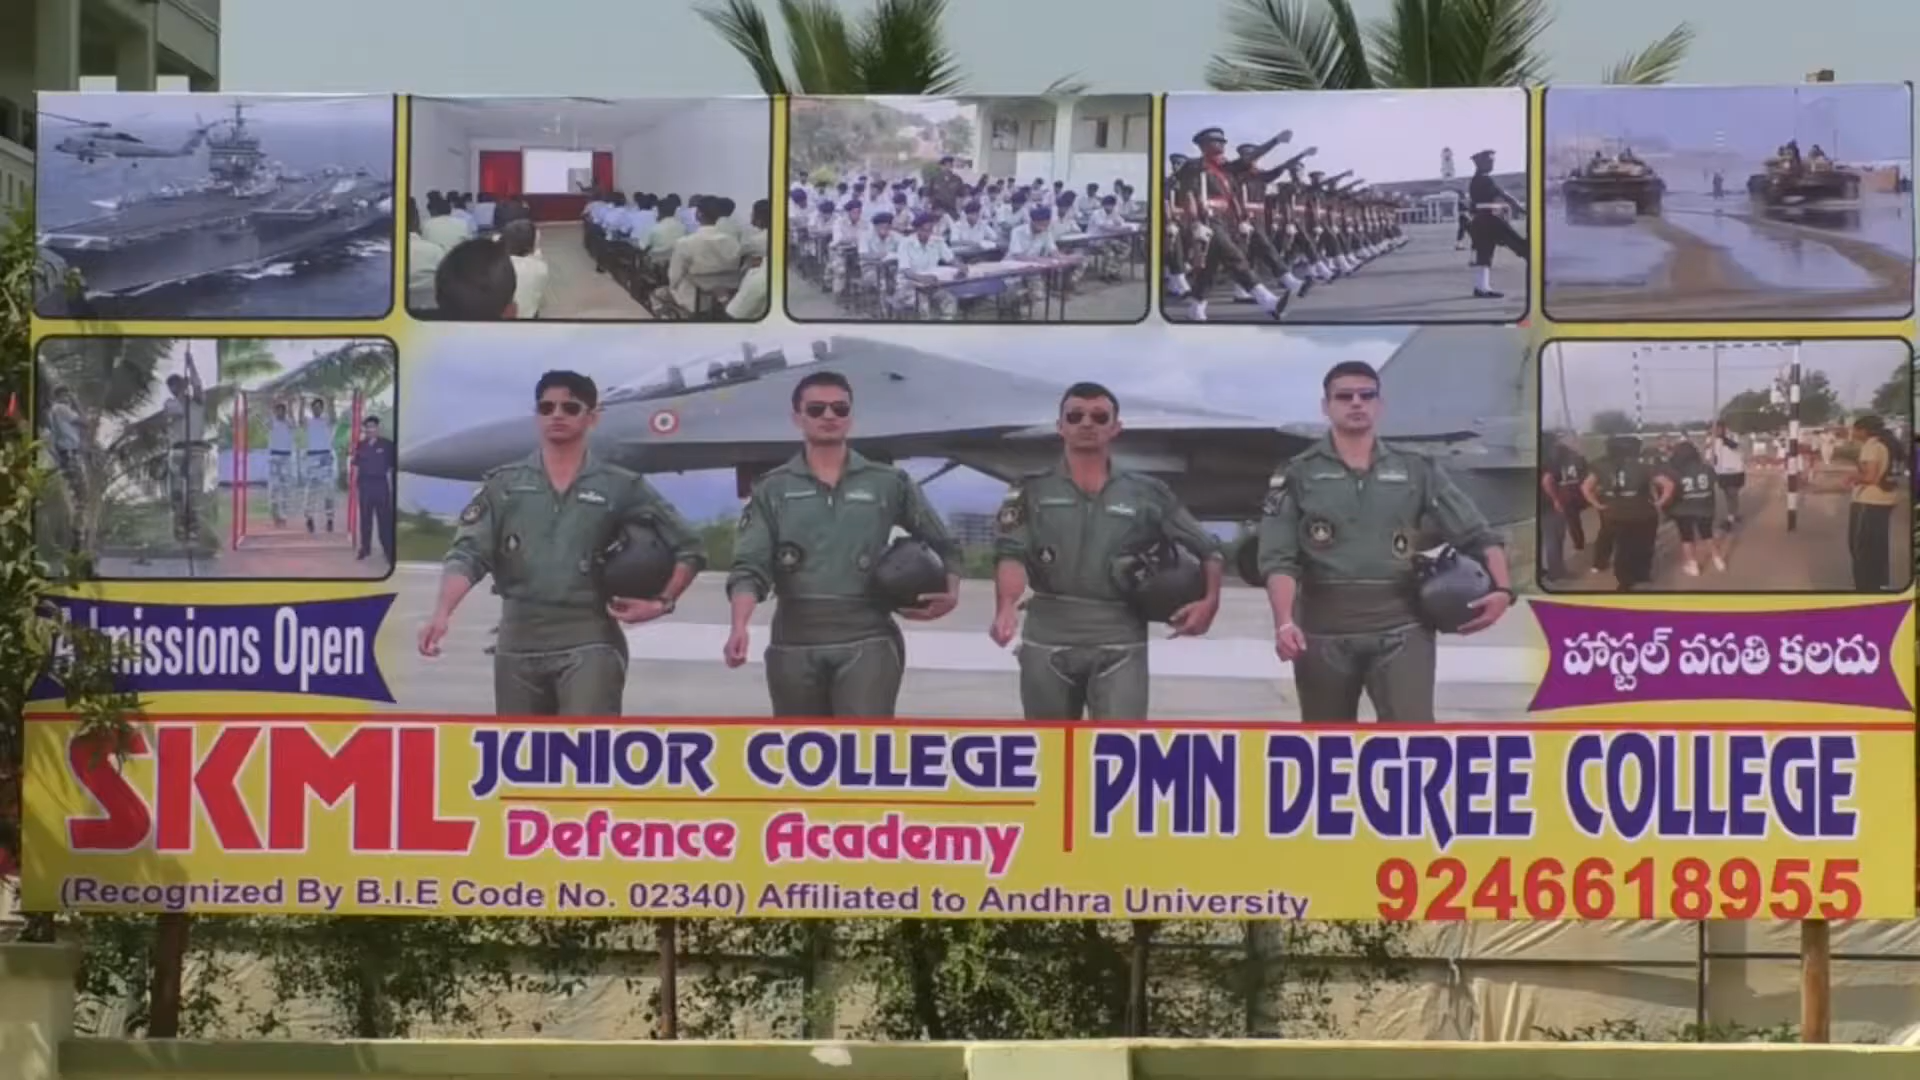 Admissions Open
హాస్టల్ వసతి కలదు
SKML JUNIOR COLLEGE
Defence Academy
PMN DEGREE COLLEGE
(Recognized By B.I.E Code No. 02340) Affiliated to Andhra University
9246618955